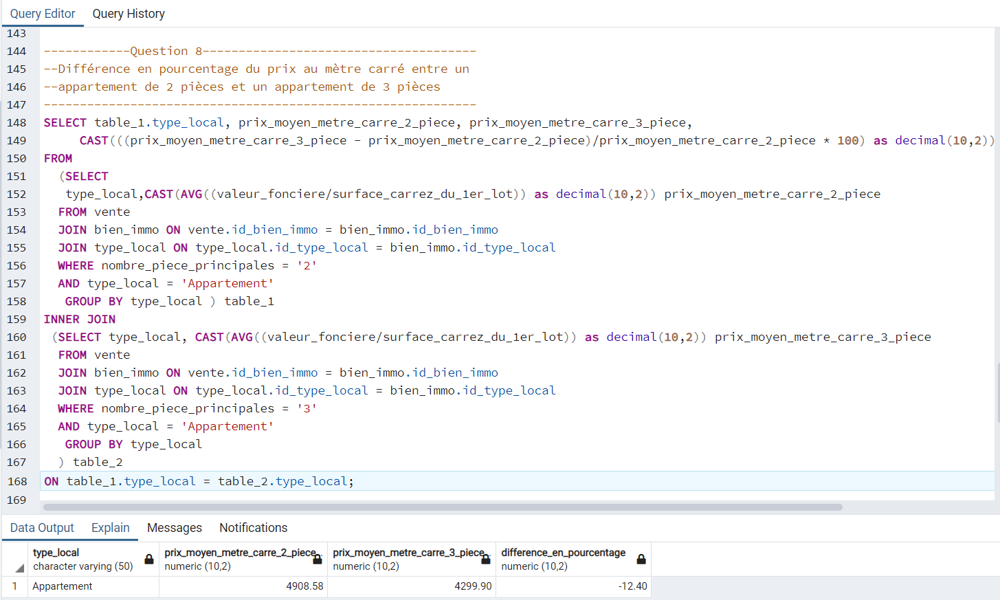 Query Editor Query History
143
144 ------------Question 8--------------------------------------
145 --Différence en pourcentage du prix au mètre carré entre un
146 --appartement de 2 pièces et un appartement de 3 pièces
147 ------------------------------------------------------------
148 SELECT table_1.type_local, prix_moyen_metre_carre_2_piece, prix_moyen_metre_carre_3_piece,
149 CAST(((prix_moyen_metre_carre_3_piece - prix_moyen_metre_carre_2_piece)/prix_moyen_metre_carre_2_piece * 100) as decimal(10,2))
150 FROM
151 (SELECT
152 type_local,CAST(AVG((valeur_fonciere/surface_carrez_du_1er_lot)) as decimal(10,2)) prix_moyen_metre_carre_2_piece
153 FROM vente
154 JOIN bien_immo ON vente.id_bien_immo = bien_immo.id_bien_immo
155 JOIN type_local ON type_local.id_type_local = bien_immo.id_type_local
156 WHERE nombre_piece_principales = '2'
157 AND type_local = 'Appartement'
158 GROUP BY type_local ) table_1
159 INNER JOIN
160 (SELECT type_local, CAST(AVG((valeur_fonciere/surface_carrez_du_1er_lot)) as decimal(10,2)) prix_moyen_metre_carre_3_piece
161 FROM vente
162 JOIN bien_immo ON vente.id_bien_immo = bien_immo.id_bien_immo
163 JOIN type_local ON type_local.id_type_local = bien_immo.id_type_local
164 WHERE nombre_piece_principales = '3'
165 AND type_local = 'Appartement'
166 GROUP BY type_local
167 ) table_2
168 ON table_1.type_local = table_2.type_local;
169
Data Output Explain Messages Notifications
type_local prix_moyen_metre_carre_2_piece prix_moyen_metre_carre_3_piece difference_en_pourcentage
character varying (50) numeric (10,2) numeric (10,2) numeric (10,2)
1 Appartement 4908.58 4299.90 -12.40